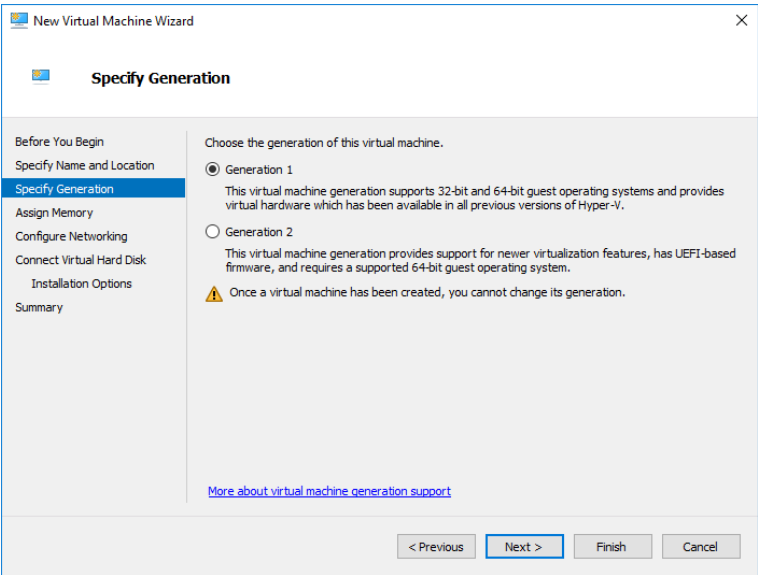 New Virtual Machine Wizard
Specify Generation
Before You Begin
Specify Name and Location
Specify Generation
Assign Memory
Configure Networking
Connect Virtual Hard Disk
Installation Options
Summary
Choose the generation of this virtual machine.
Generation 1
This virtual machine generation supports 32-bit and 64-bit guest operating systems and provides
virtual hardware which has been available in all previous versions of Hyper-V.
Generation 2
This virtual machine generation provides support for newer virtualization features, has UEFI-based
firmware, and requires a supported 64-bit guest operating system.
Once a virtual machine has been created, you cannot change its generation.
More about virtual machine generation support
< Previous
Next >
Finish
Cancel